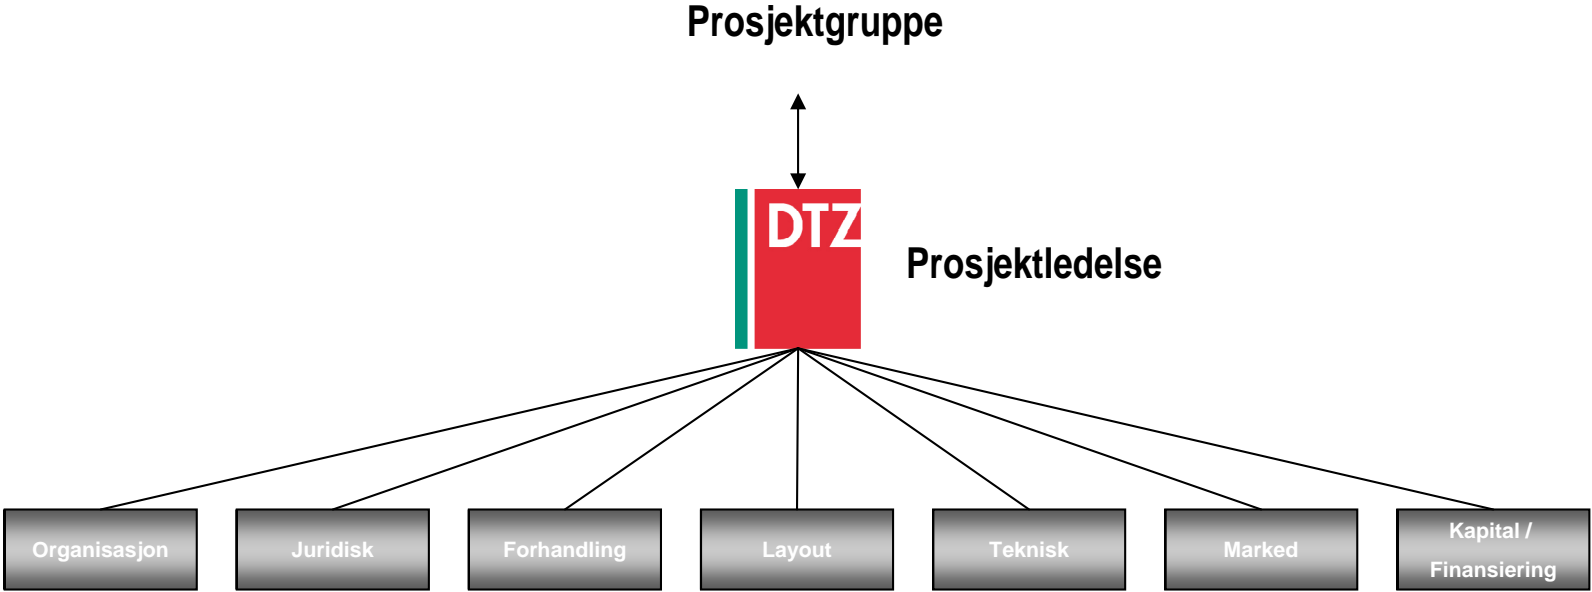 Prosjektgruppe
DTZ
Prosjektledelse
Organisasjon
Juridisk
Forhandling
Layout
Teknisk
Marked
Kapital /
Finansiering